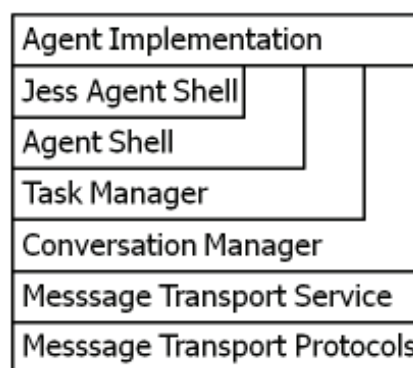 Agent Implementation
Jess Agent Shell
Agent Shell
Task Manager
Conversation Manager
Messsage Transport Service
Messsage Transport Protocols